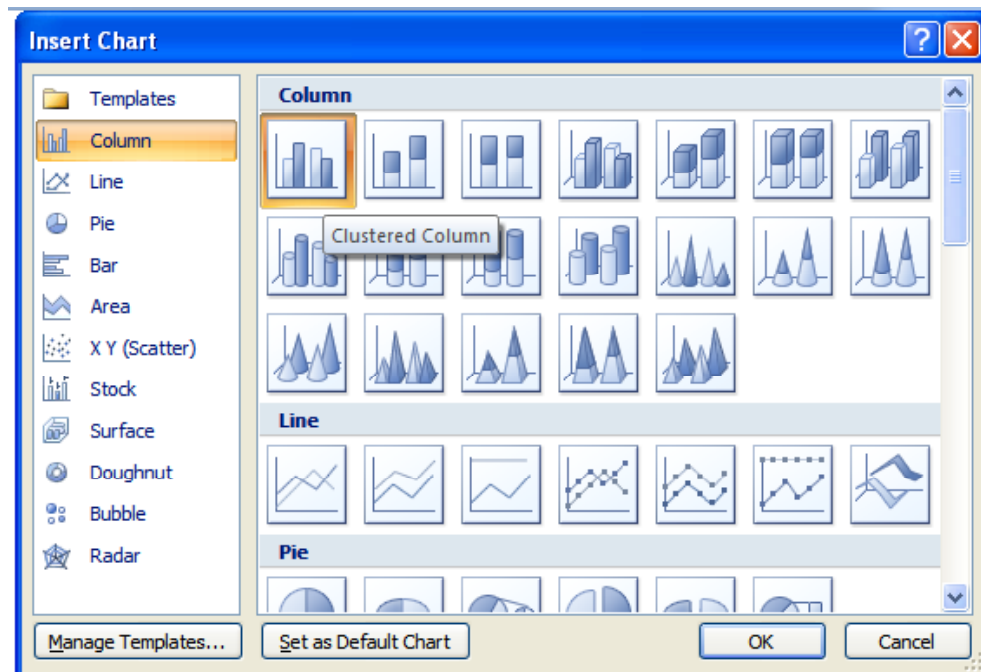 Insert Chart
?
X
Templates
Column
Line
Pie
Bar
Area
X Y (Scatter)
Stock
Surface
Doughnut
Bubble
Radar
Column
Clustered Column
Line
Pie
Manage Templates...
Set as Default Chart
OK
Cancel